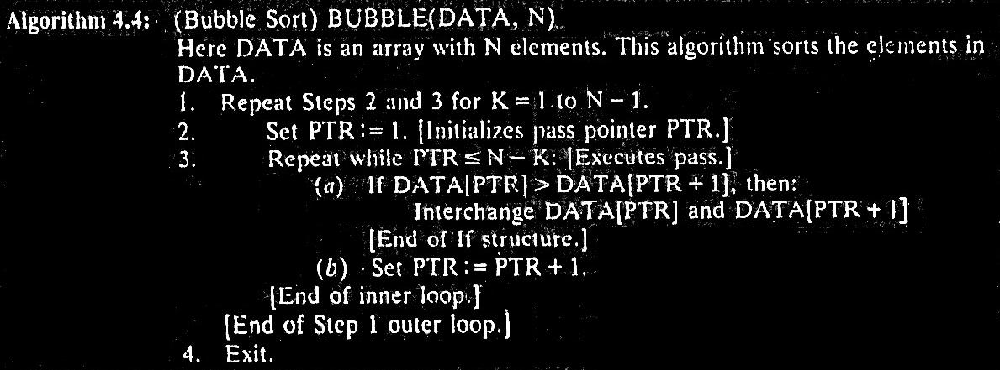 Algorithm 4.4: (Bubble Sort) BUBBLE(DATA, N)
Here DATA is an array with N elements. This algorithm sorts the elements in
DATA.
1. Repeat Steps 2 and 3 for K = 1 to N − 1.
2. Set PTR := 1. [Initializes pass pointer PTR.]
3. Repeat while PTR ≤ N − K: [Executes pass.]
(a) If DATA[PTR] > DATA[PTR + 1], then:
Interchange DATA[PTR] and DATA[PTR + 1]
[End of If structure.]
(b) Set PTR := PTR + 1.
[End of inner loop.]
[End of Step 1 outer loop.]
4. Exit.